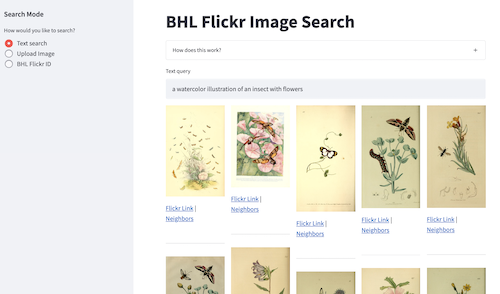 Search Mode
How would you like to search?
Text search
Upload Image
BHL Flickr ID
BHL Flickr Image Search
How does this work?
+
Text query
a watercolor illustration of an insect with flowers
Flickr Link |
Neighbors
Flickr Link |
Neighbors
Flickr Link |
Neighbors
Flickr Link |
Neighbors
Flickr Link |
Neighbors